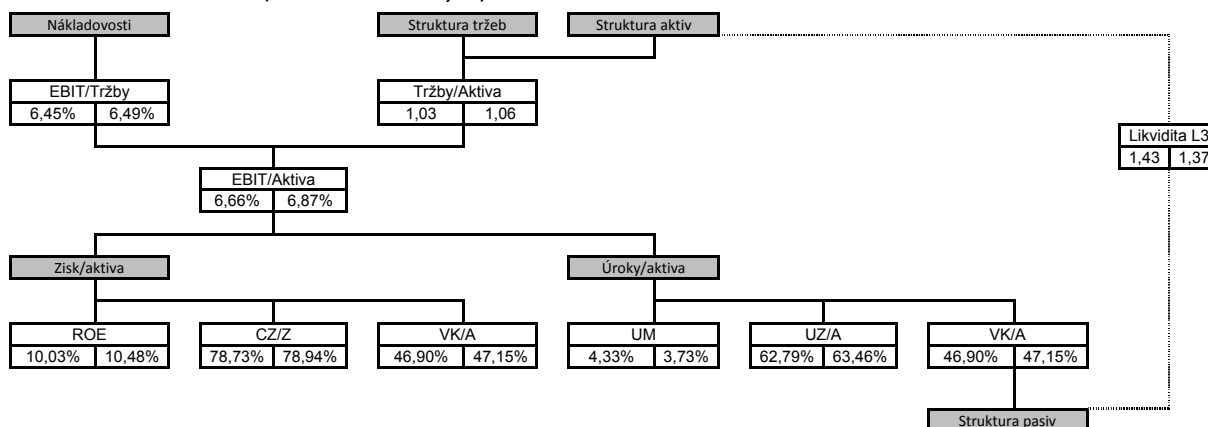 Nákladovosti
Struktura tržeb
Struktura aktiv
EBIT/Tržby
6,45% 6,49%
Tržby/Aktiva
1,03 1,06
Likvidita L3
1,43 1,37
EBIT/Aktiva
6,66% 6,87%
Zisk/aktiva
Úroky/aktiva
ROE
10,03% 10,48%
CZ/Z
78,73% 78,94%
VK/A
46,90% 47,15%
UM
4,33% 3,73%
UZ/A
62,79% 63,46%
VK/A
46,90% 47,15%
Struktura pasiv